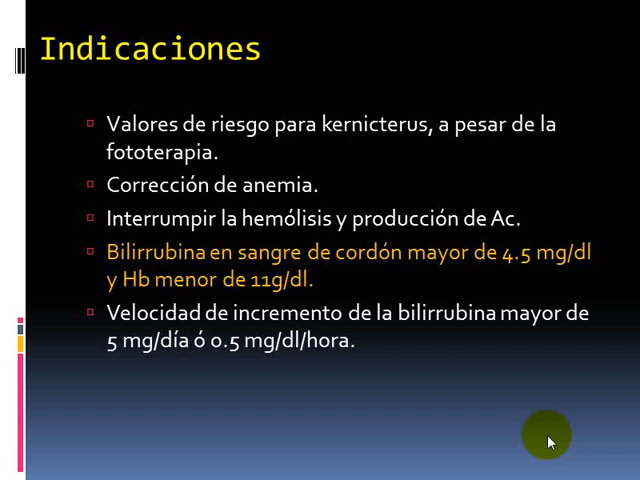 Indicaciones
Valores de riesgo para kernicterus, a pesar de la
fototerapia.
Corrección de anemia.
Interrumpir la hemólisis y producción de Ac.
Bilirrubina en sangre de cordón mayor de 4.5 mg/dl
y Hb menor de 11g/dl.
Velocidad de incremento de la bilirrubina mayor de
5 mg/día ó 0.5 mg/dl/hora.